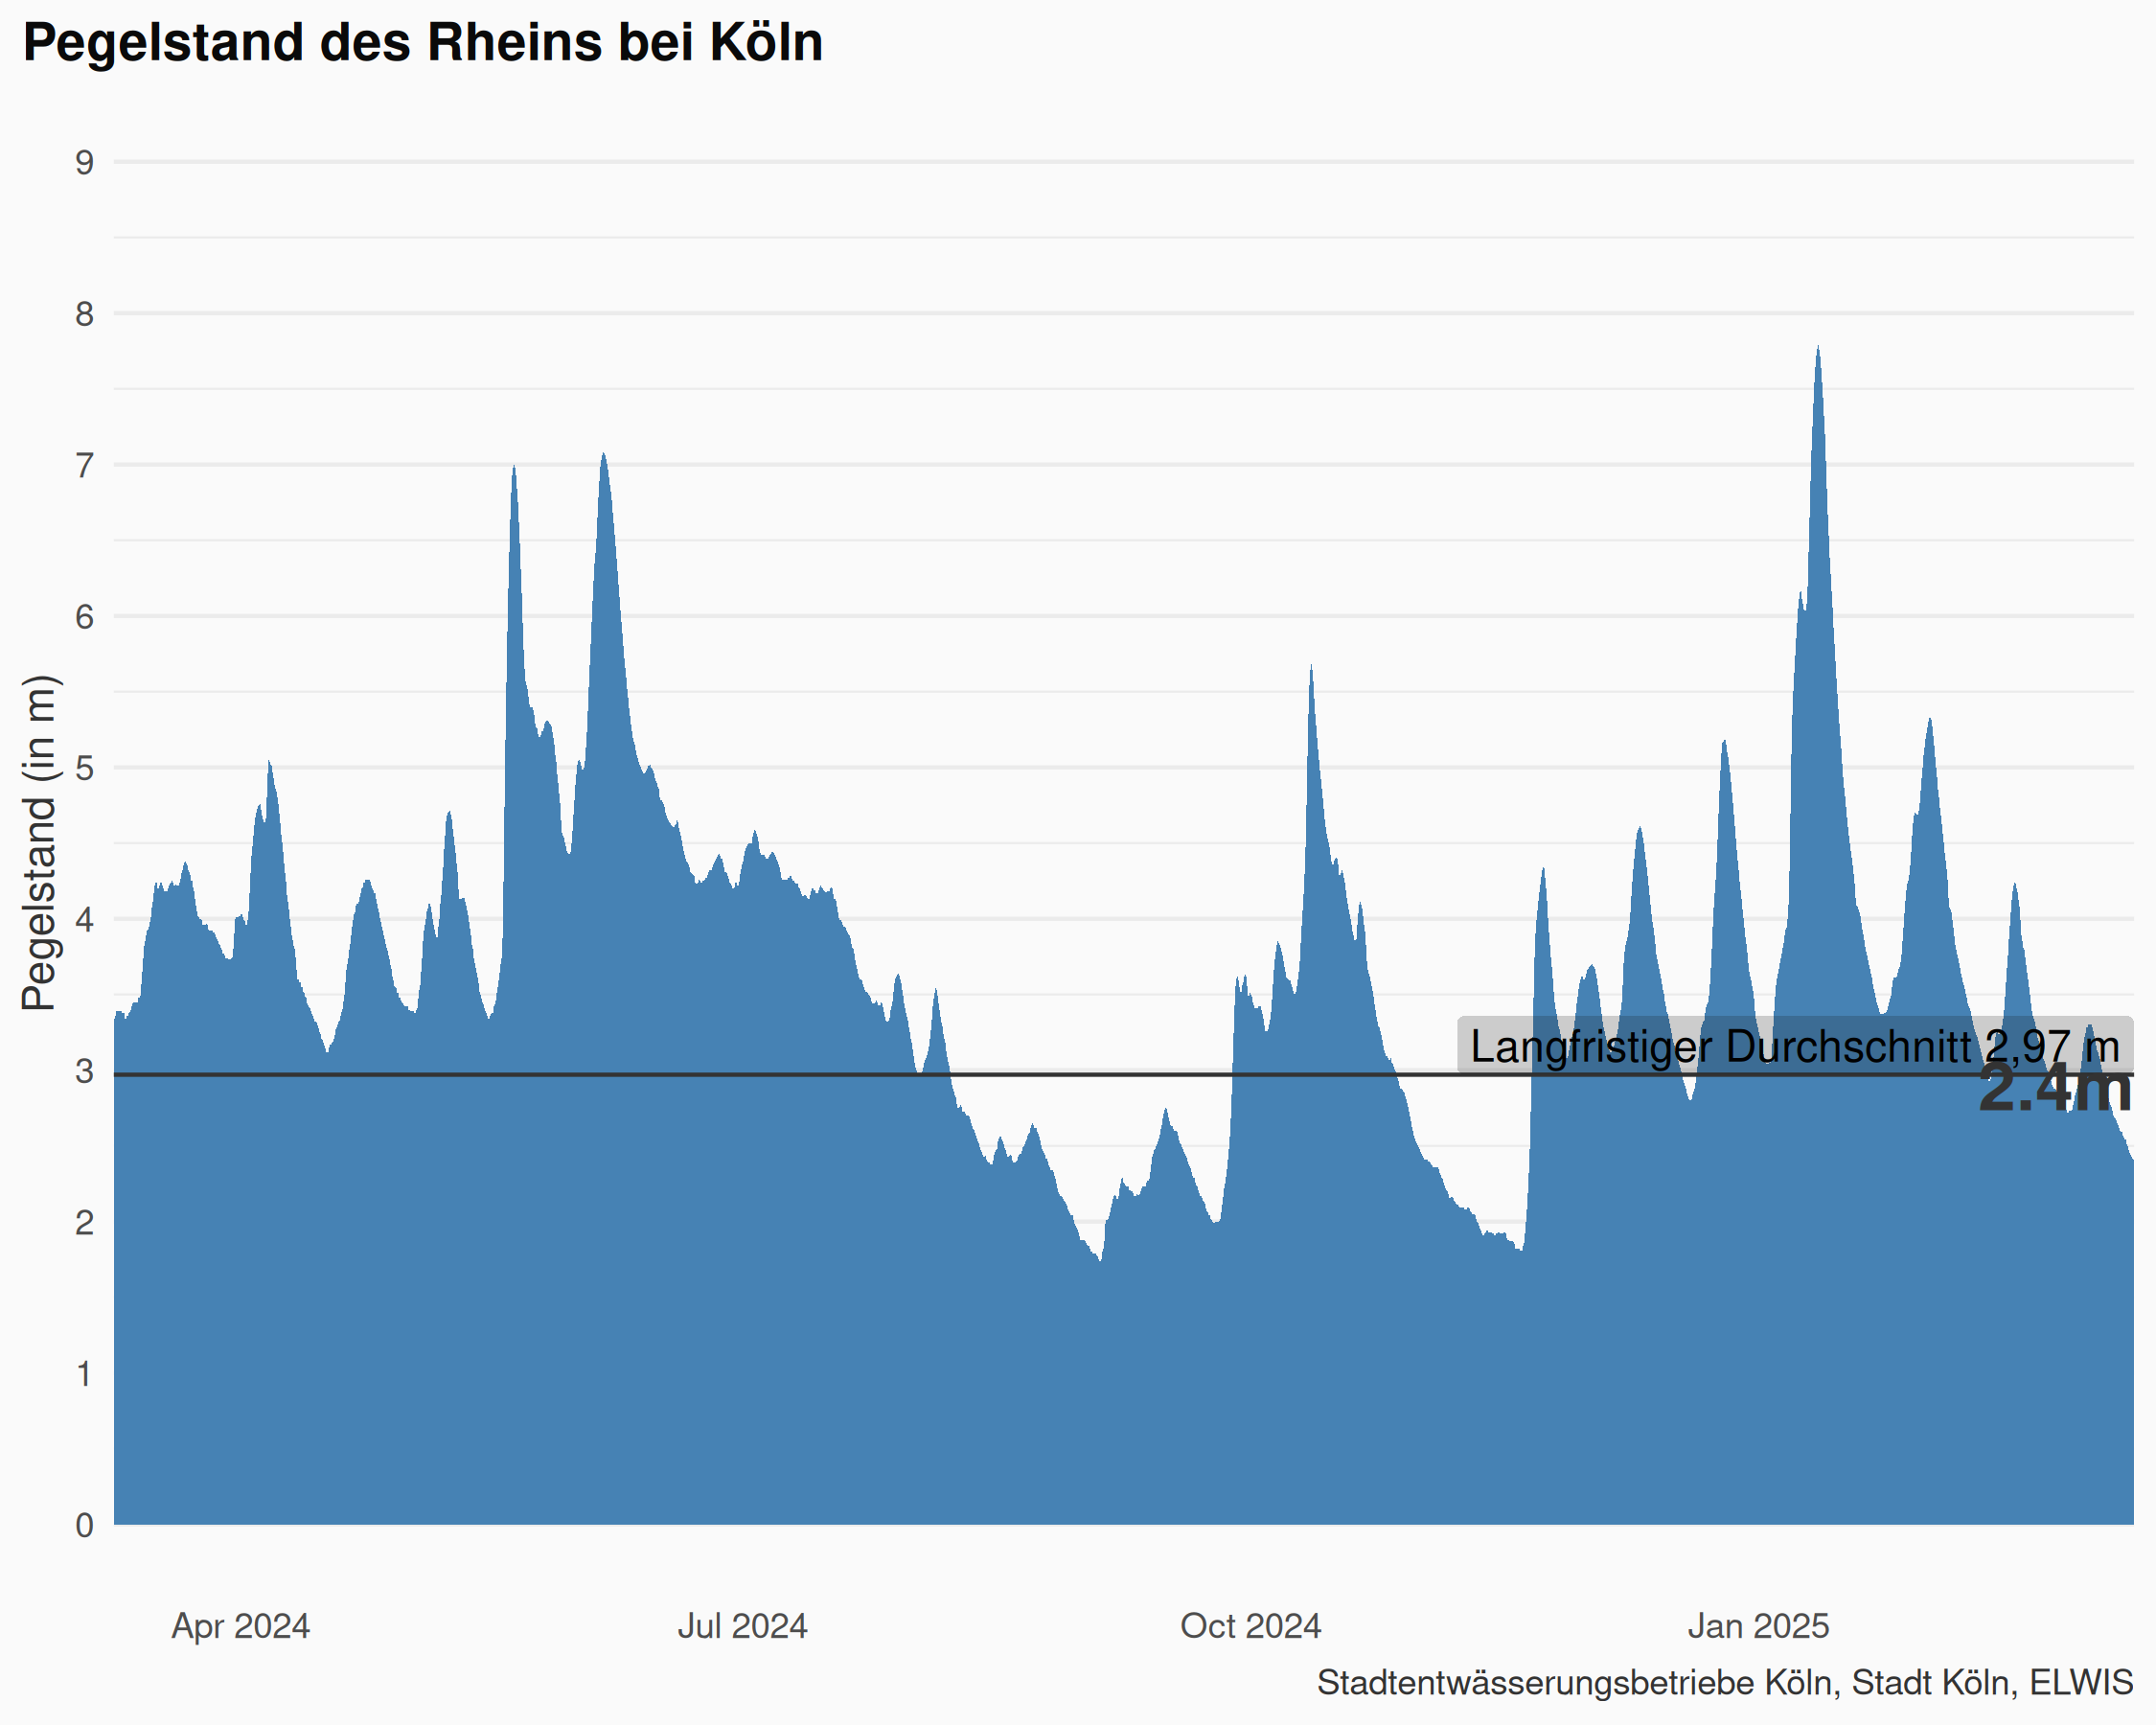 Pegelstand des Rheins bei Köln
Pegelstand (in m)
9
8
7
6
5
4
3
2
1
0
Langfristiger Durchschnitt 2,97 m
2.4m
Apr 2024
Jul 2024
Oct 2024
Jan 2025
Stadtentwässerungsbetriebe Köln, Stadt Köln, ELWIS